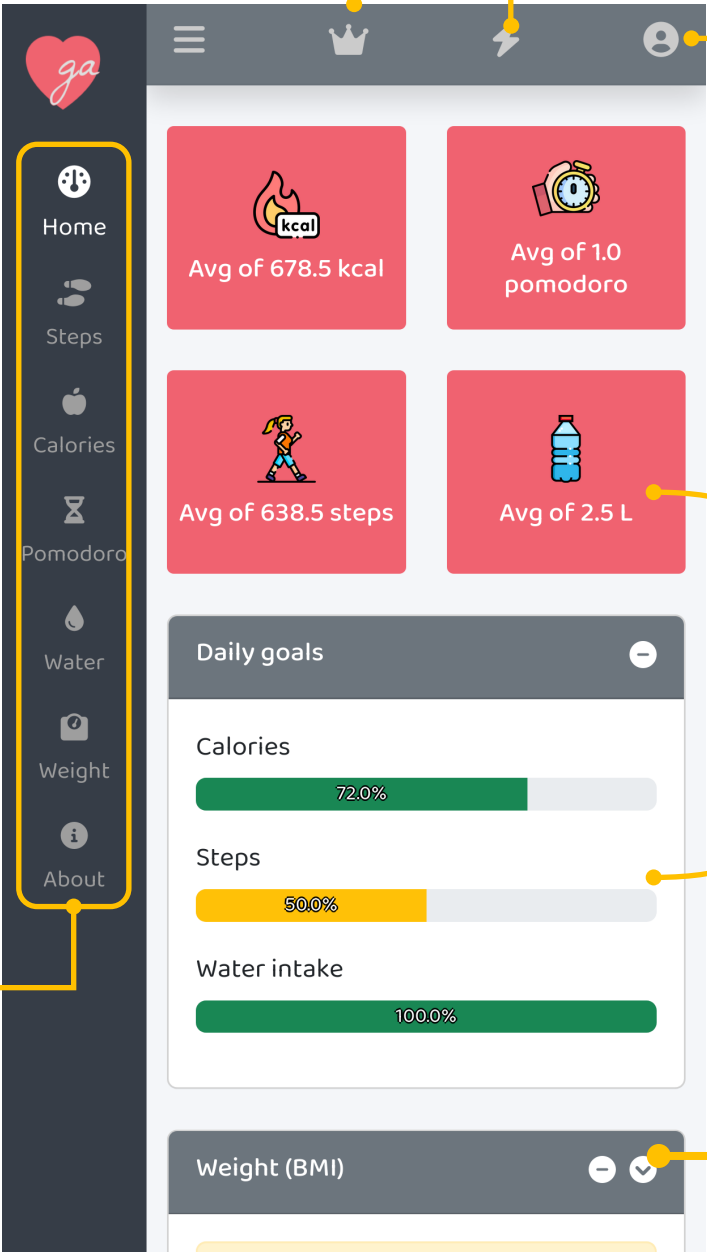 ga
Home
Steps
Calories
Pomodoro
Water
Weight
About
kcal
Avg of 678.5 kcal
0
Avg of 1.0
pomodoro
Avg of 638.5 steps
Avg of 2.5 L
Daily goals
Calories
72.0%
Steps
50.0%
Water intake
100.0%
Weight (BMI)